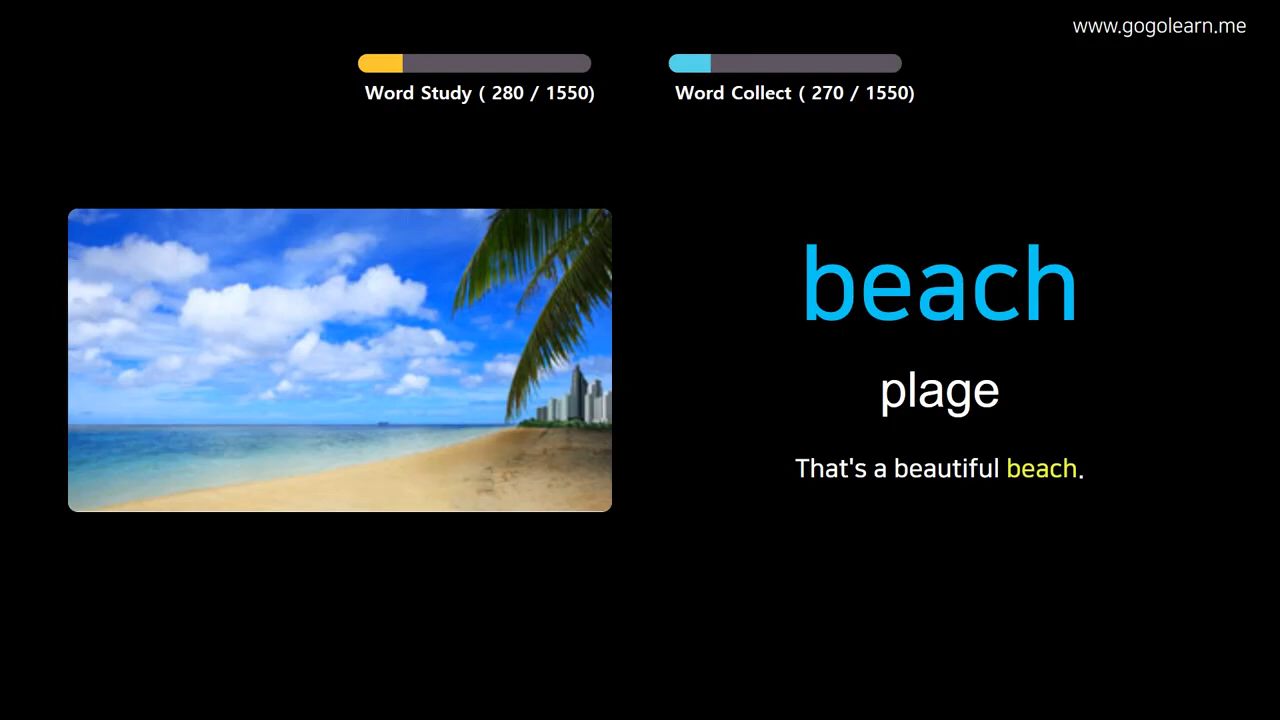 www.gogolearn.me
Word Study ( 280 / 1550)
Word Collect ( 270 / 1550)
beach
plage
That's a beautiful beach.